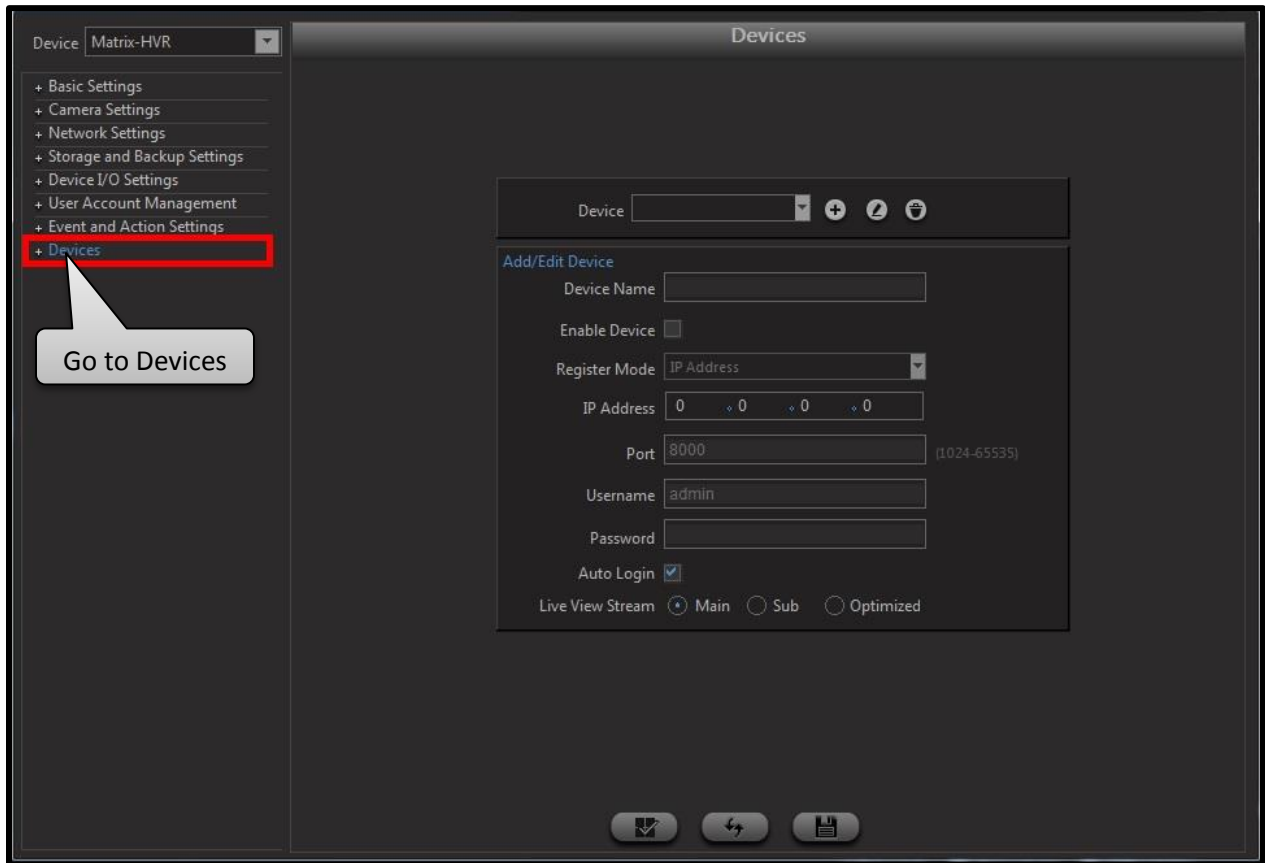 Devices
Device Matrix-HVR
+ Basic Settings
+ Camera Settings
+ Network Settings
+ Storage and Backup Settings
+ Device I/O Settings
+ User Account Management
+ Event and Action Settings
+ Devices
Go to Devices
Device
Add/Edit Device
Device Name
Enable Device
Register Mode IP Address
IP Address 0 0 0 0
Port 8000 (1024-65535)
Username admin
Password
Auto Login
Live View Stream Main Sub Optimized